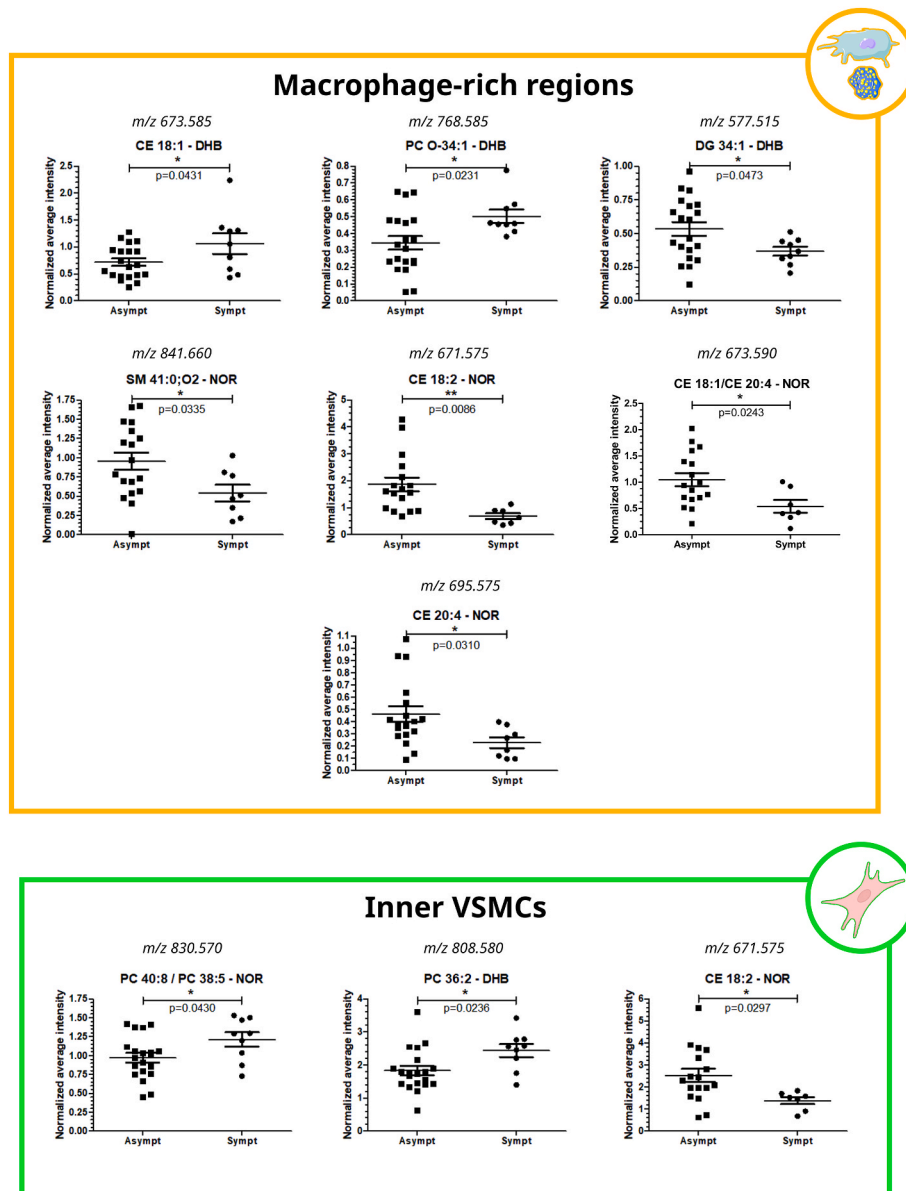 Macrophage-rich regions
m/z 673.585
CE 18:1 - DHB
*
p=0.0431
Normalized average intensity
2.5
2.0
1.5
1.0
0.5
0.0
Asympt Sympt
m/z 768.585
PC O-34:1 - DHB
*
p=0.0231
Normalized average intensity
0.8
0.7
0.6
0.5
0.4
0.3
0.2
0.1
0.0
Asympt Sympt
m/z 577.515
DG 34:1 - DHB
*
p=0.0473
Normalized average intensity
1.00
0.75
0.50
0.25
0.00
Asympt Sympt
m/z 841.660
SM 41:0;O2 - NOR
*
p=0.0335
Normalized average intensity
1.75
1.50
1.25
1.00
0.75
0.50
0.25
0.00
Asympt Sympt
m/z 671.575
CE 18:2 - NOR
**
p=0.0086
Normalized average intensity
5
4
3
2
1
0
Asympt Sympt
m/z 673.590
CE 18:1/CE 20:4 - NOR
*
p=0.0243
Normalized average intensity
2.5
2.0
1.5
1.0
0.5
0.0
Asympt Sympt
m/z 695.575
CE 20:4 - NOR
*
p=0.0310
Normalized average intensity
1.1
1.0
0.9
0.8
0.7
0.6
0.5
0.4
0.3
0.2
0.1
0.0
Asympt Sympt
Inner VSMCs
m/z 830.570
PC 40:8 / PC 38:5 - NOR
*
p=0.0430
Normalized average intensity
1.75
1.50
1.25
1.00
0.75
0.50
0.25
0.00
Asympt Sympt
m/z 808.580
PC 36:2 - DHB
*
p=0.0236
Normalized average intensity
4
3
2
1
0
Asympt Sympt
m/z 671.575
CE 18:2 - NOR
*
p=0.0297
Normalized average intensity
6
5
4
3
2
1
0
Asympt Sympt